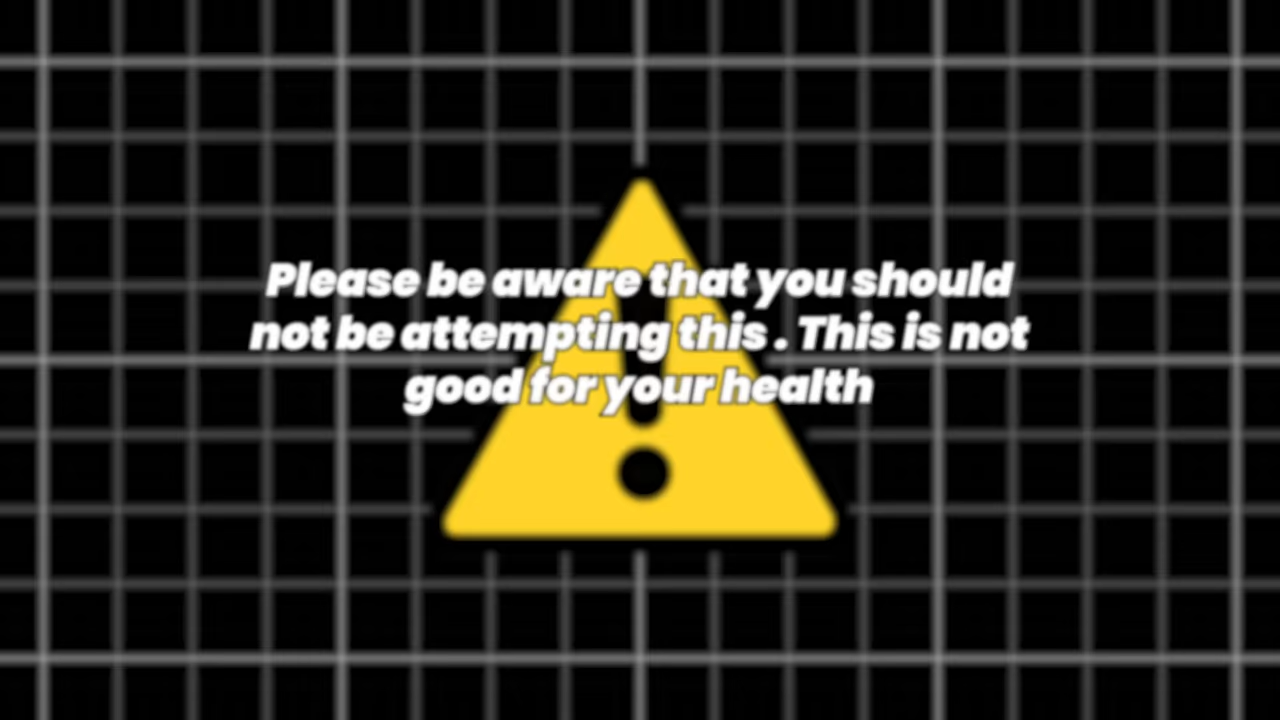 Please be aware that you should
not be attempting this . This is not
good for your health